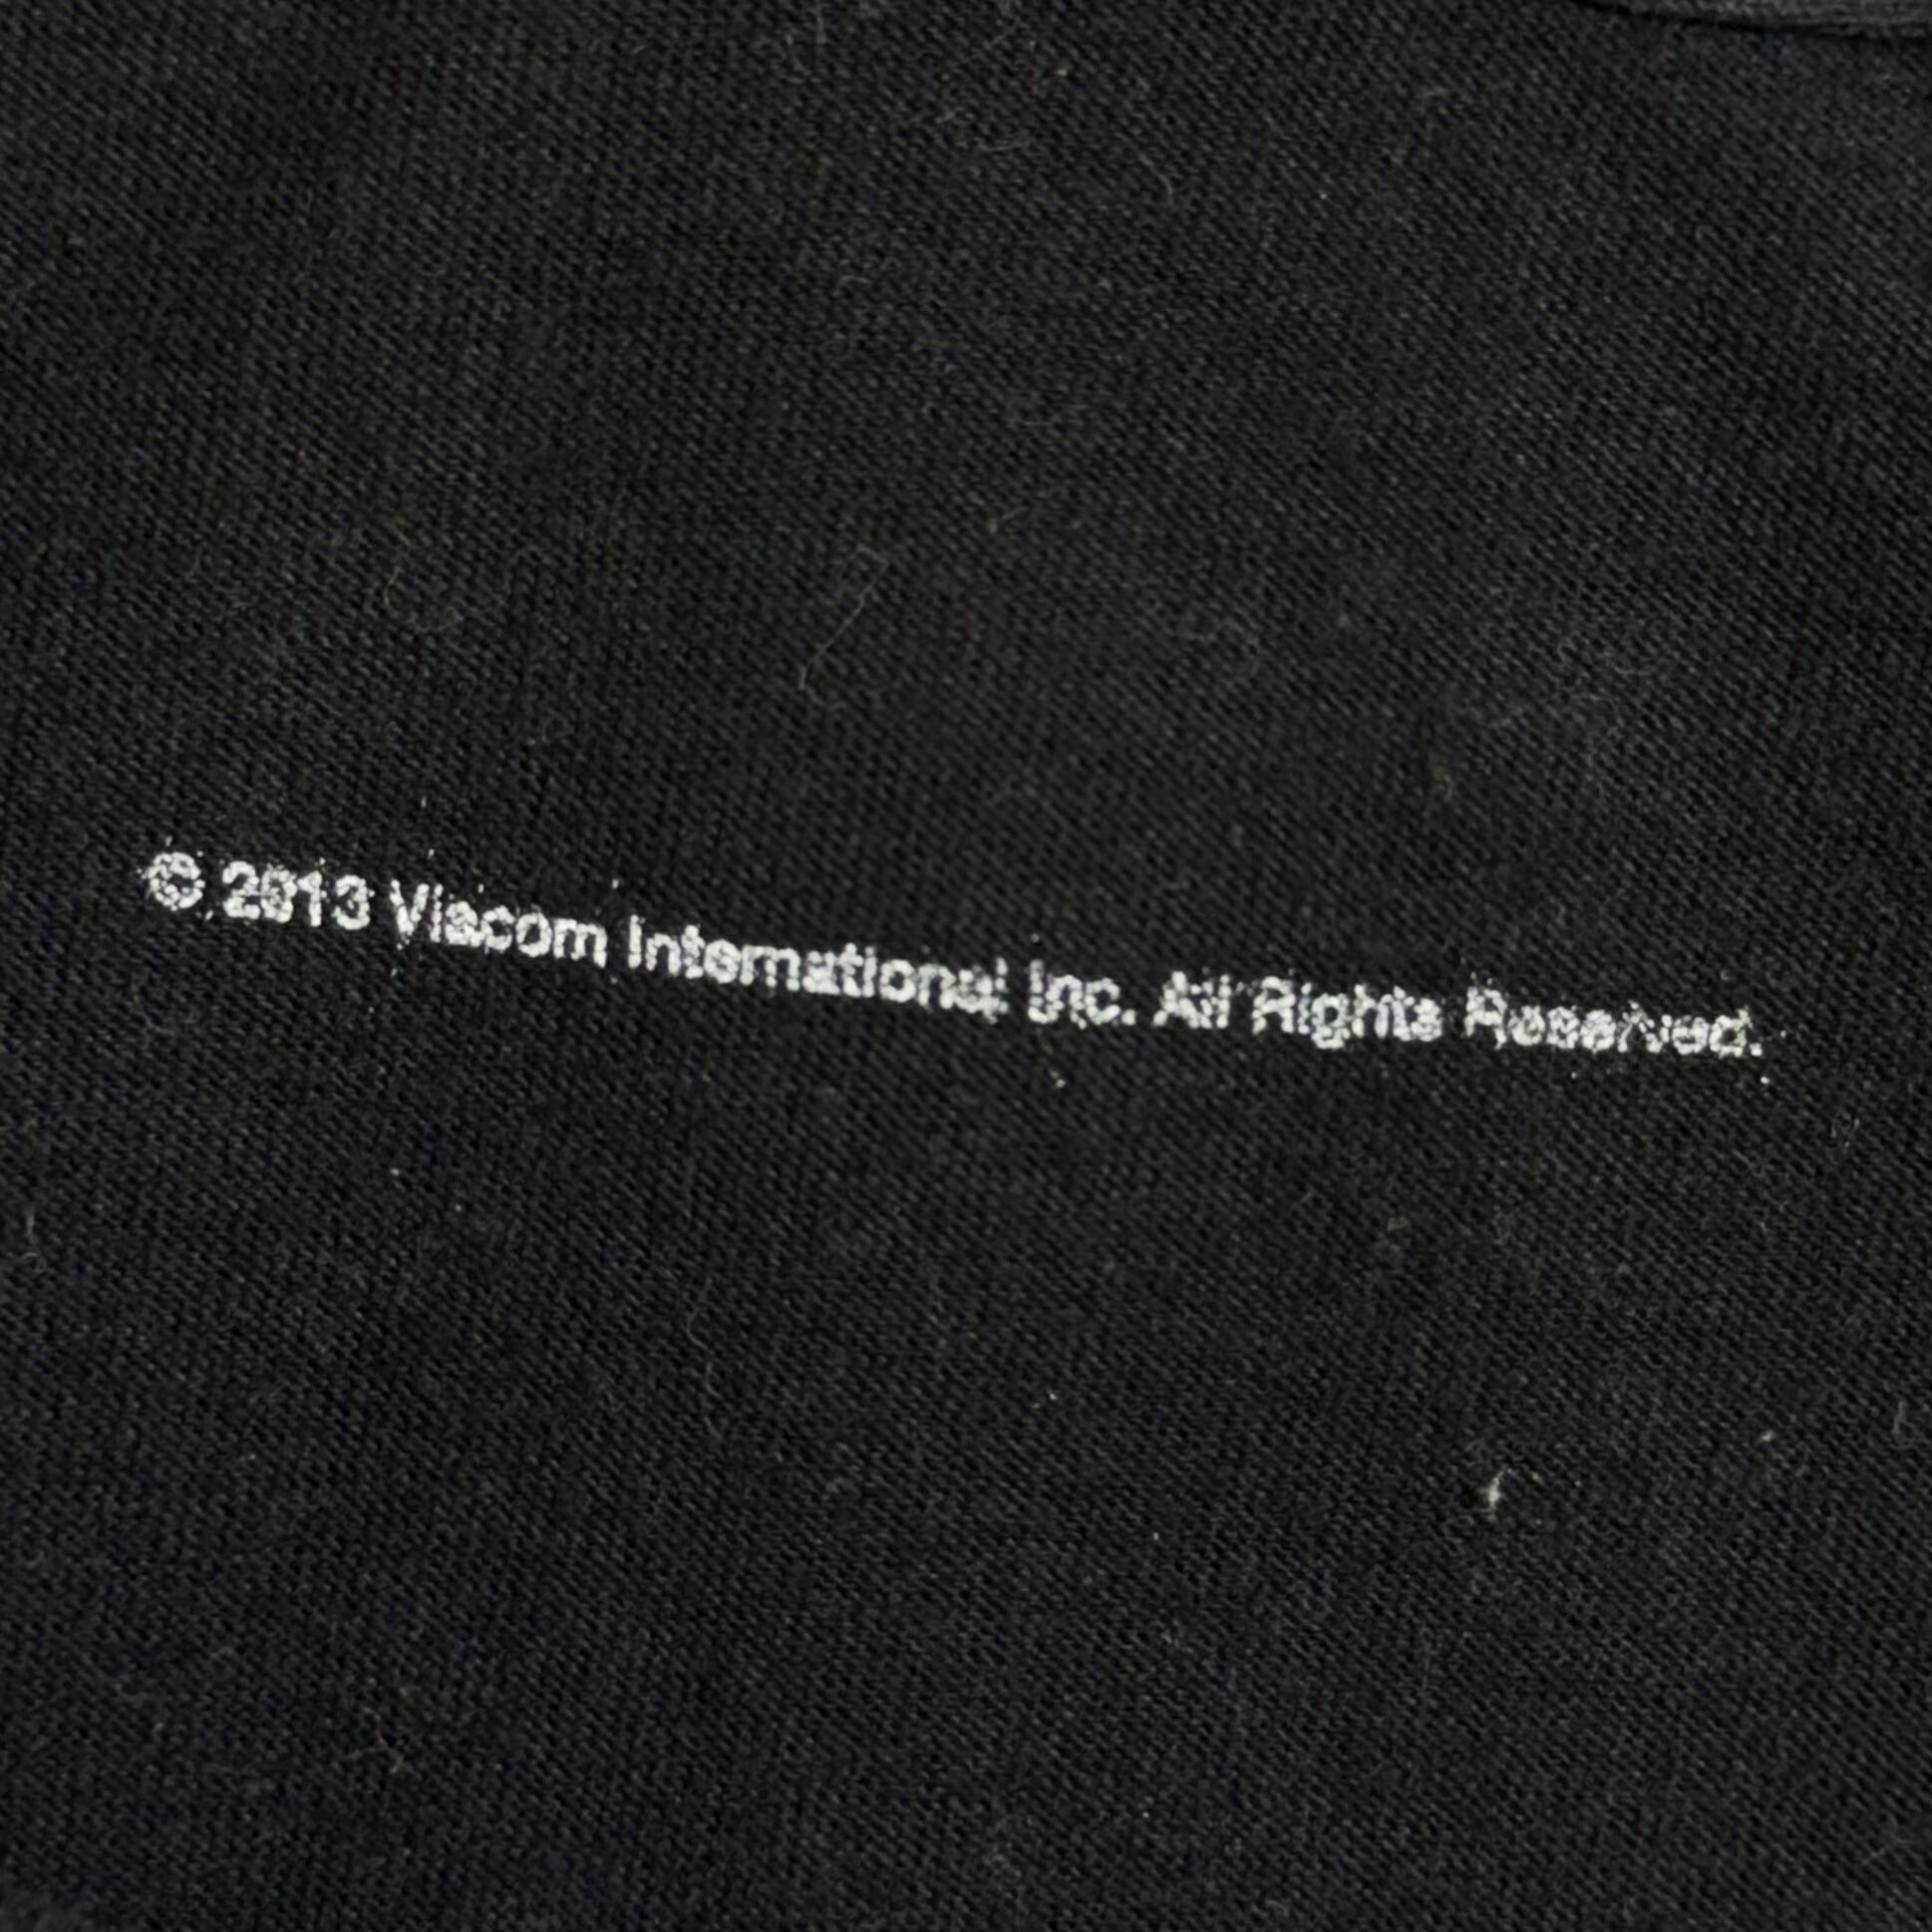 © 2013 Viacom International Inc. All Rights Reserved.